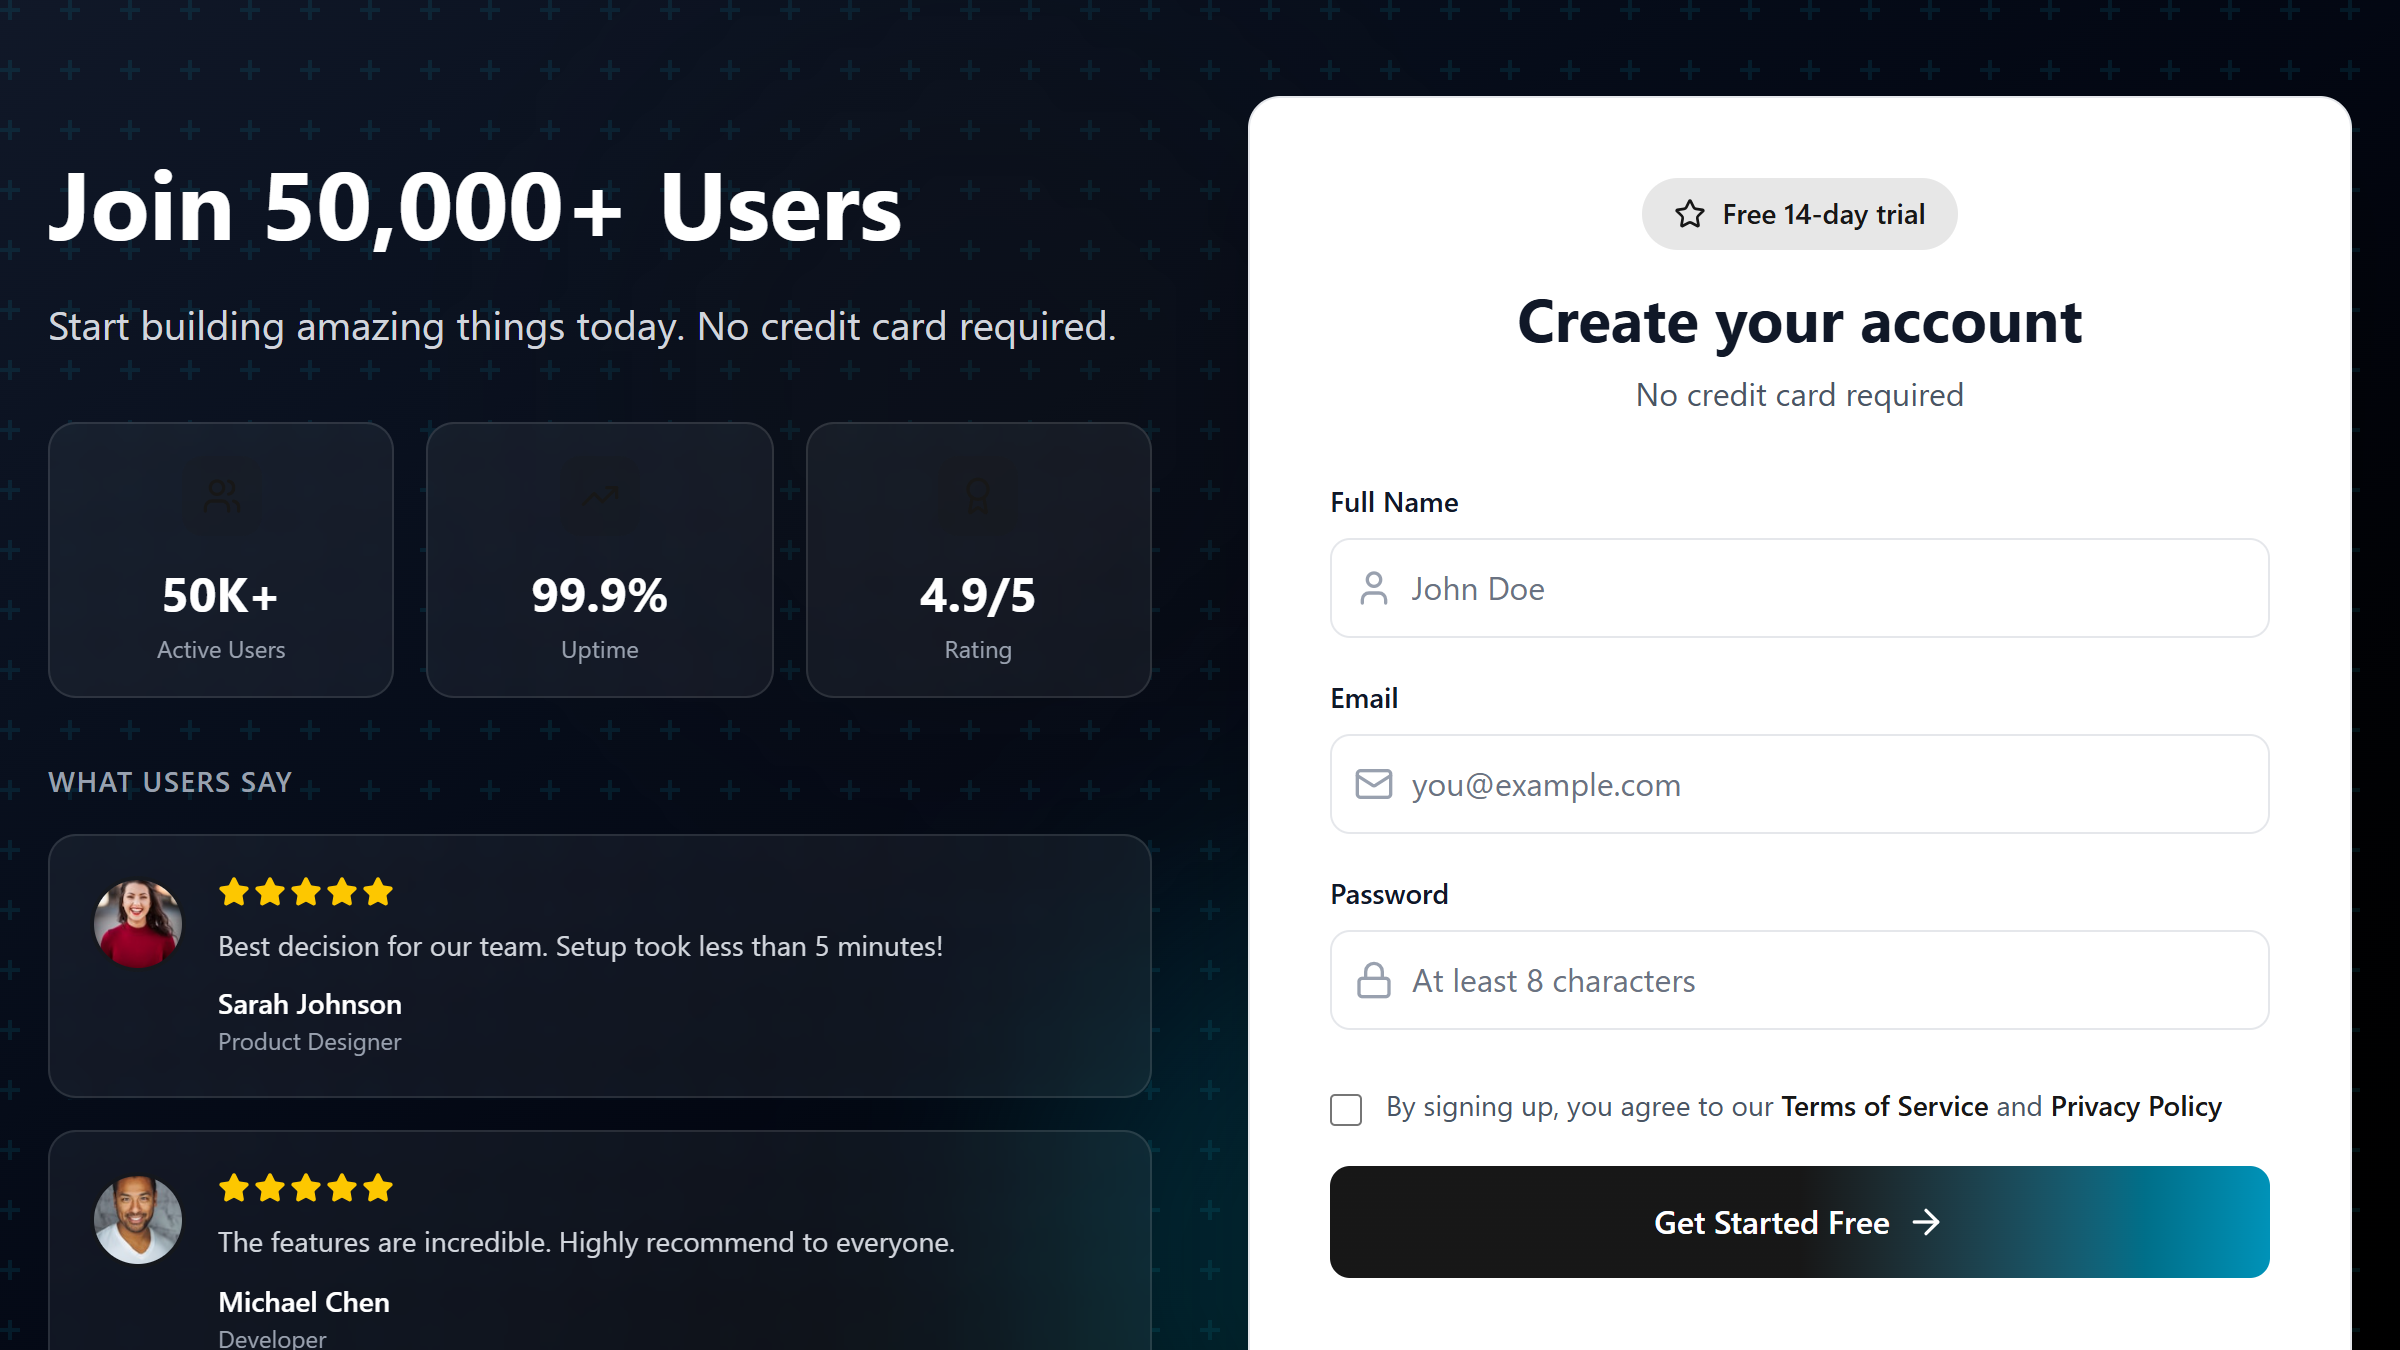 Join 50,000+ Users
Start building amazing things today. No credit card required.
50K+
Active Users
99.9%
Uptime
4.9/5
Rating
WHAT USERS SAY
Best decision for our team. Setup took less than 5 minutes!
Sarah Johnson
Product Designer
The features are incredible. Highly recommend to everyone.
Michael Chen
Developer
Free 14-day trial
Create your account
No credit card required
Full Name
John Doe
Email
you@example.com
Password
At least 8 characters
By signing up, you agree to our Terms of Service and Privacy Policy
Get Started Free